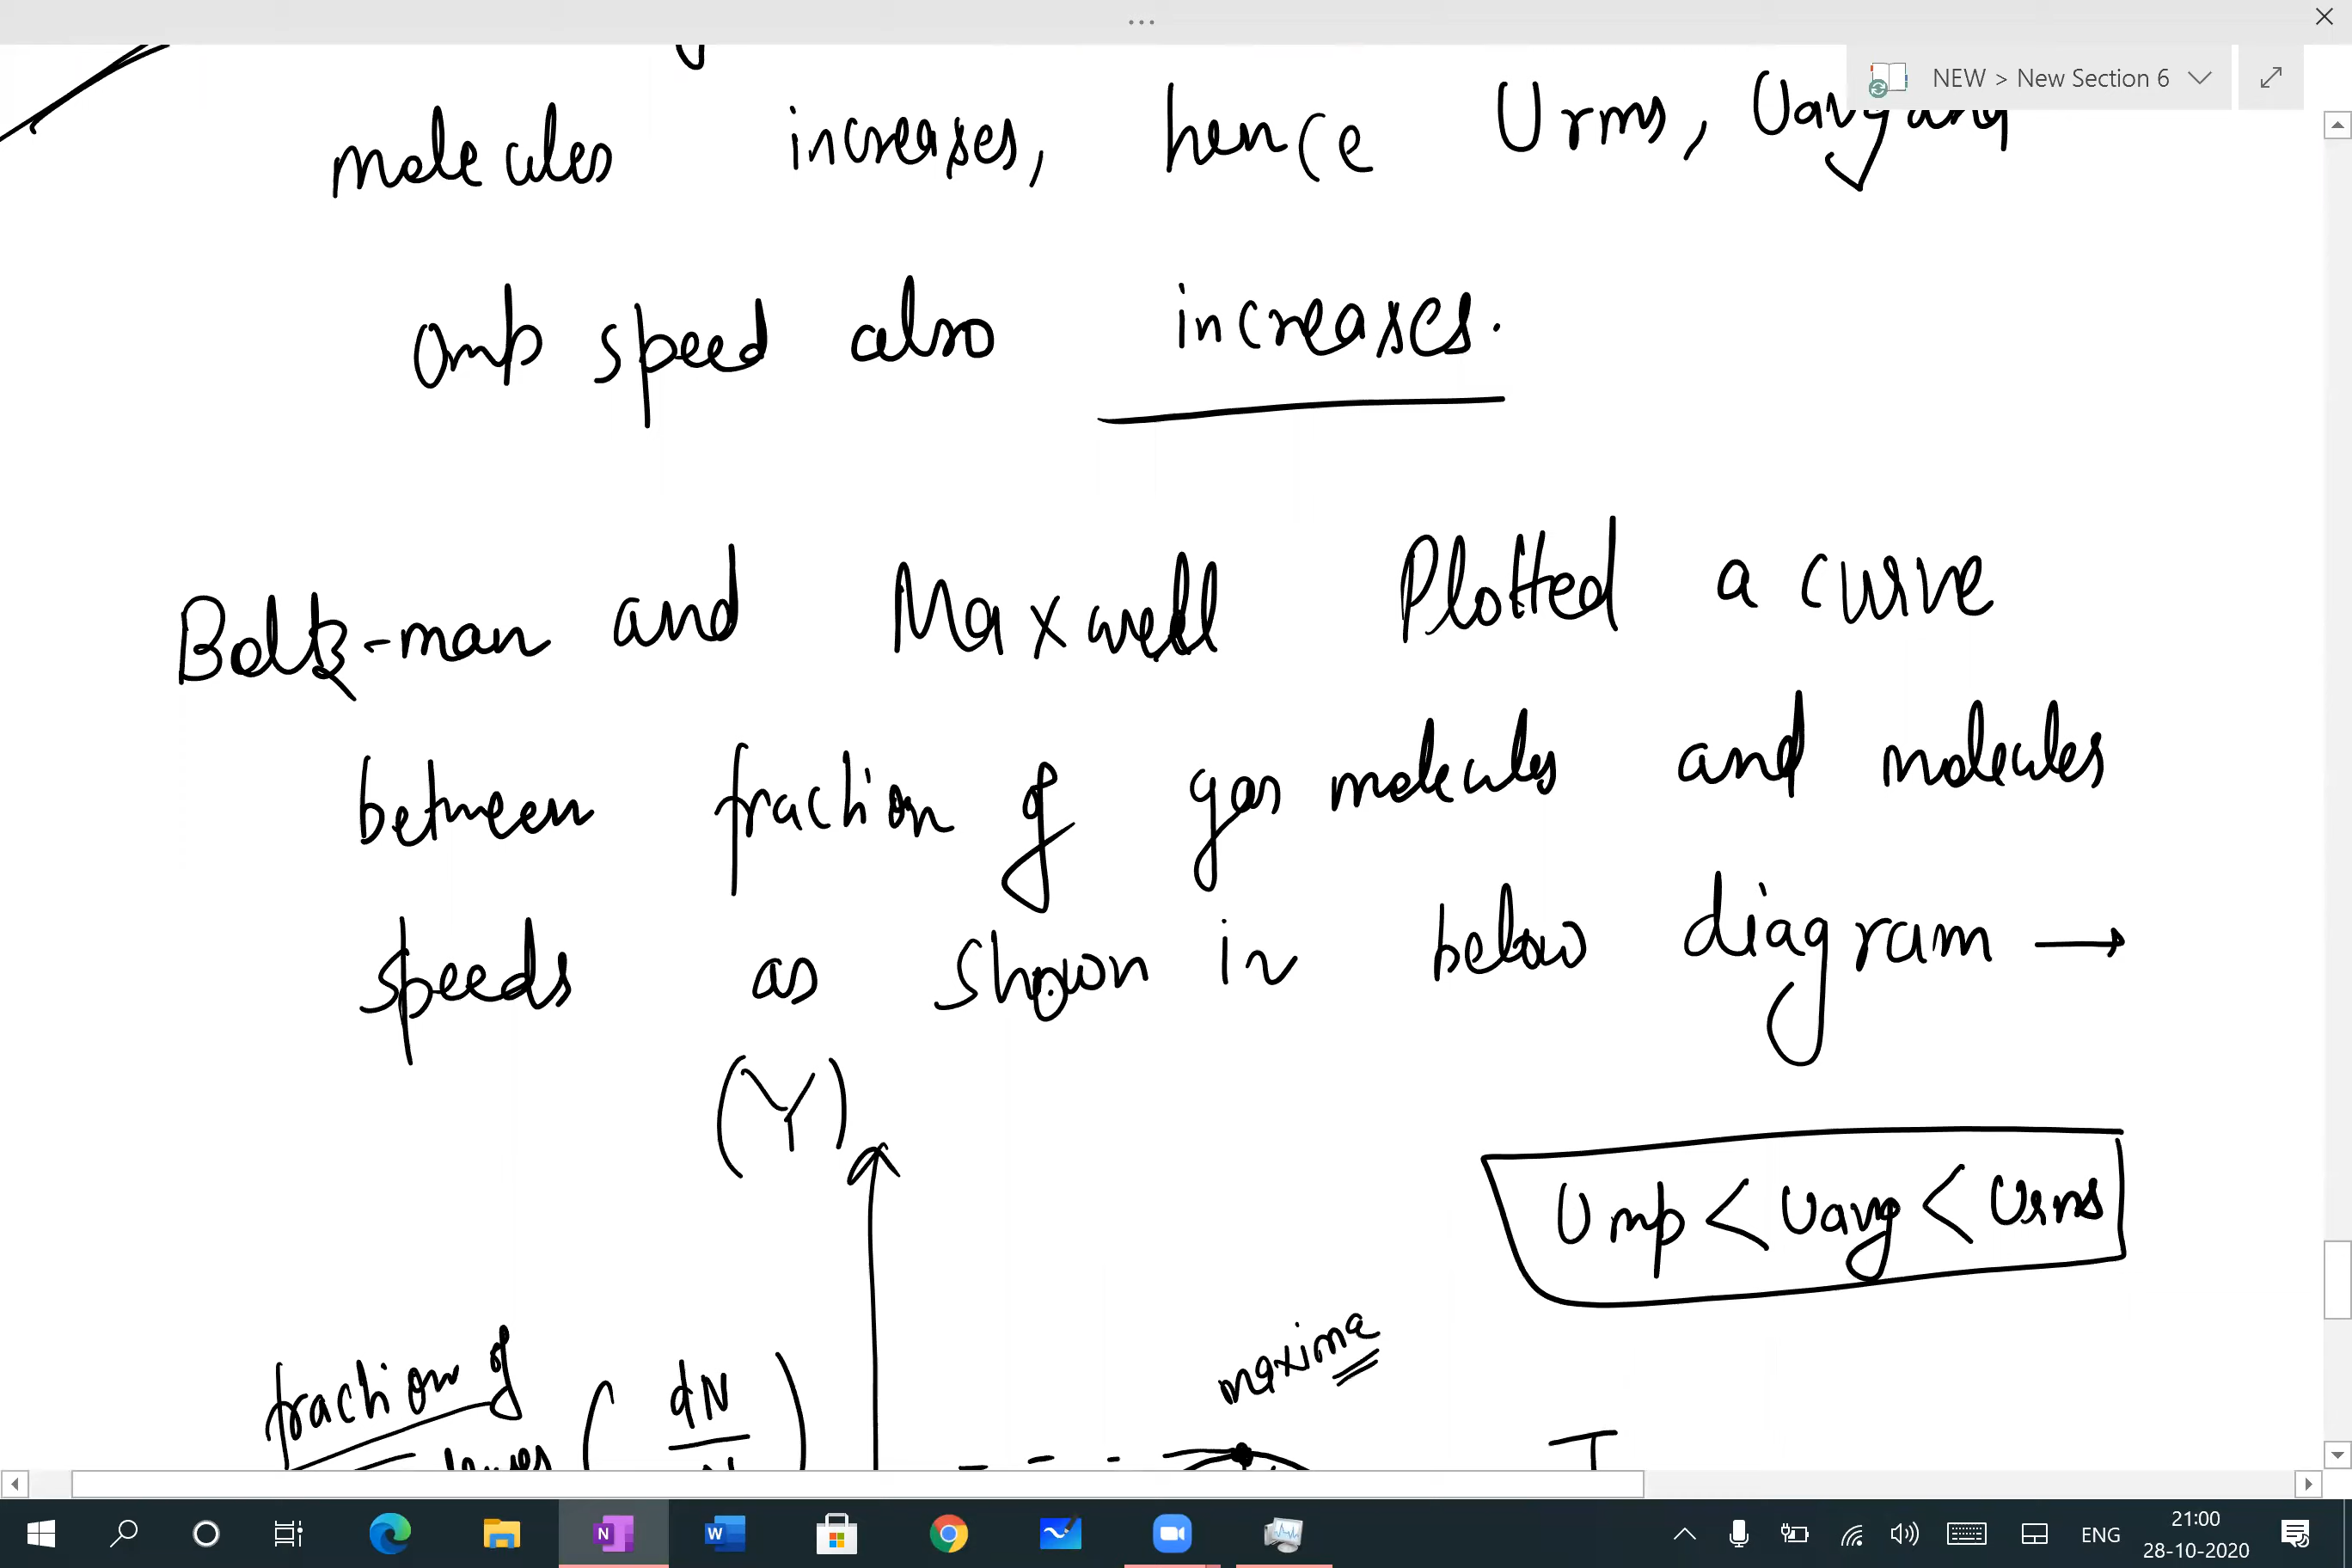 NEW > New Section 6
molecules increases, hence Urms, Uavg and
Ump speed also increases.
Boltz-man and Maxwell Plotted a curve
between fraction of gas molecules and molecules
speeds as shown in below diagram →
(Y)
Ump < Uavg < Urms
maxima
fraction of
( dN
T
ENG
21:00
28-10-2020